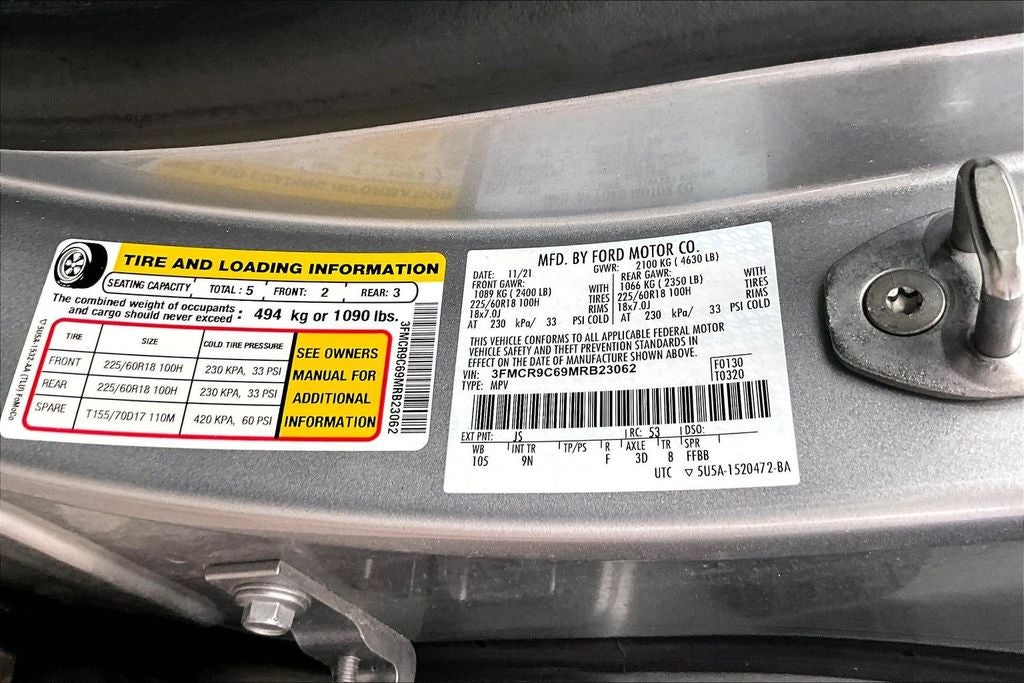 TIRE AND LOADING INFORMATION
SEATING CAPACITY TOTAL : 5 FRONT: 2 REAR: 3
The combined weight of occupants
and cargo should never exceed : 494 kg or 1090 lbs.
TIRE SIZE COLD TIRE PRESSURE
FRONT 225/60R18 100H 230 KPA, 33 PSI
REAR 225/60R18 100H 230 KPA, 33 PSI
SPARE T155/70D17 110M 420 KPA, 60 PSI
SEE OWNERS
MANUAL FOR
ADDITIONAL
INFORMATION
3FMCR9C69MRB23062
5U5A-1532-AA (TLU) FoMoCo
MFD. BY FORD MOTOR CO.
DATE: 11/21 GVWR: 2100 KG ( 4630 LB)
FRONT GAWR: REAR GAWR:
1089 KG ( 2400 LB) WITH 1066 KG ( 2350 LB) WITH
225/60R18 100H TIRES 225/60R18 100H TIRES
18x7.0J RIMS 18x7.0J RIMS
AT 230 kPa/ 33 PSI COLD AT 230 kPa/ 33 PSI COLD
THIS VEHICLE CONFORMS TO ALL APPLICABLE FEDERAL MOTOR
VEHICLE SAFETY AND THEFT PREVENTION STANDARDS IN
EFFECT ON THE DATE OF MANUFACTURE SHOWN ABOVE.
VIN: 3FMCR9C69MRB23062 F0130
TYPE: MPV T0320
EXT PNT: JS RC: 53 DSO:
WB INT TR TP/PS R AXLE TR SPR
105 9N F 3D 8 FFBB
UTC ▽ 5U5A-1520472-BA